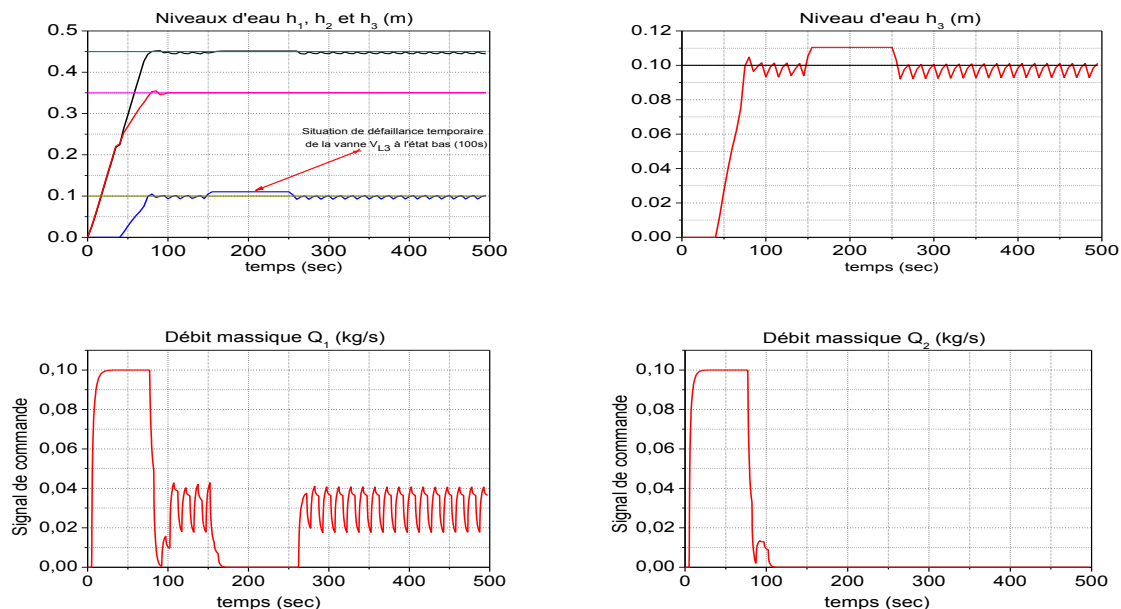 Niveaux d'eau h1, h2 et h3 (m)
0.5
0.4
0.3
0.2
0.1
0.0
Situation de défaillance temporaire
de la vanne VL3 à l'état bas (100s)
0 100 200 300 400 500
temps (sec)
Niveau d'eau h3 (m)
0.12
0.10
0.08
0.06
0.04
0.02
0.00
0 100 200 300 400 500
temps (sec)
Débit massique Q1 (kg/s)
Signal de commande
0,10
0,08
0,06
0,04
0,02
0,00
0 100 200 300 400 500
temps (sec)
Débit massique Q2 (kg/s)
Signal de commande
0,10
0,08
0,06
0,04
0,02
0,00
0 100 200 300 400 500
temps (sec)